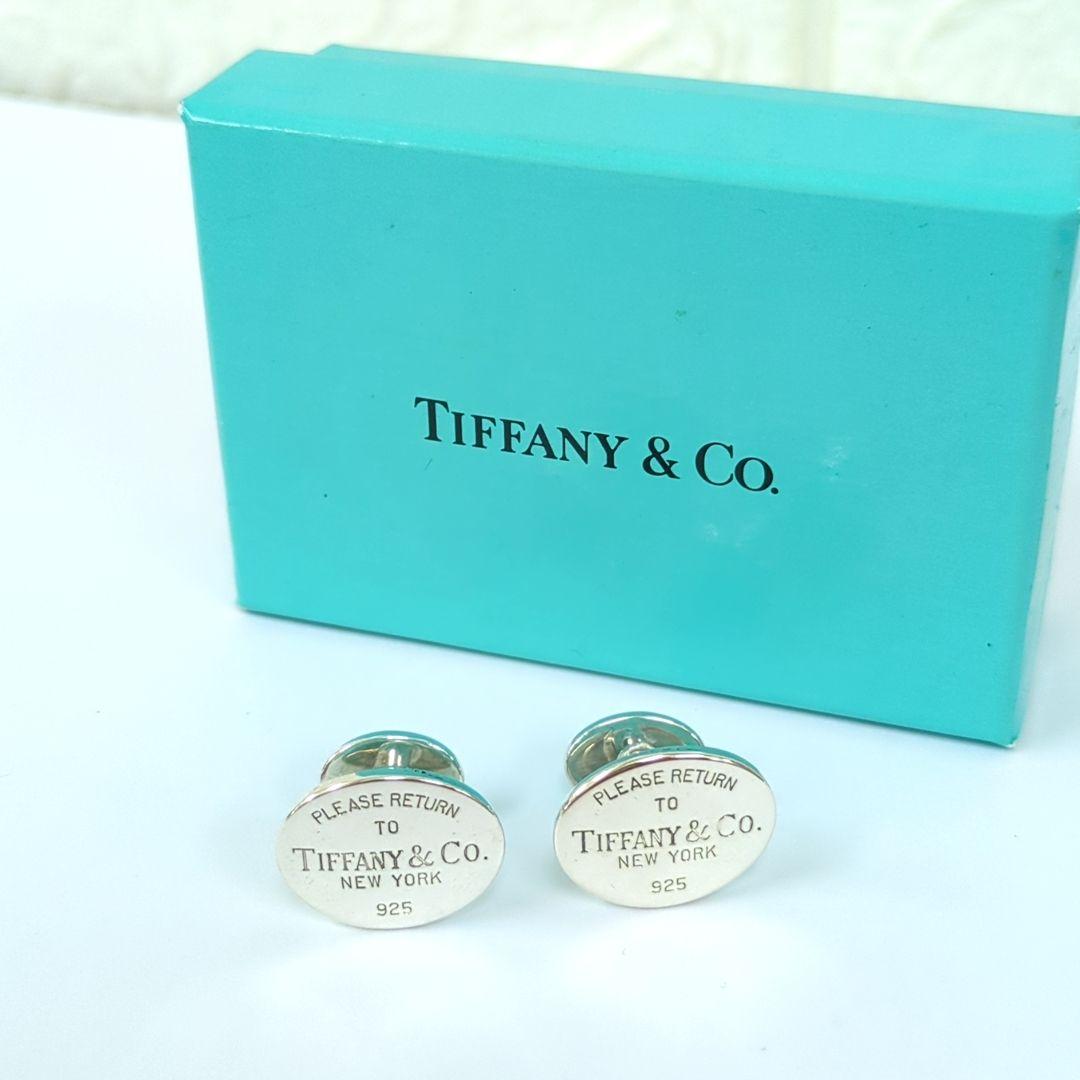 TIFFANY & CO.
PLEASE RETURN
TO
TIFFANY & CO.
NEW YORK
925
PLEASE RETURN
TO
TIFFANY & CO.
NEW YORK
925